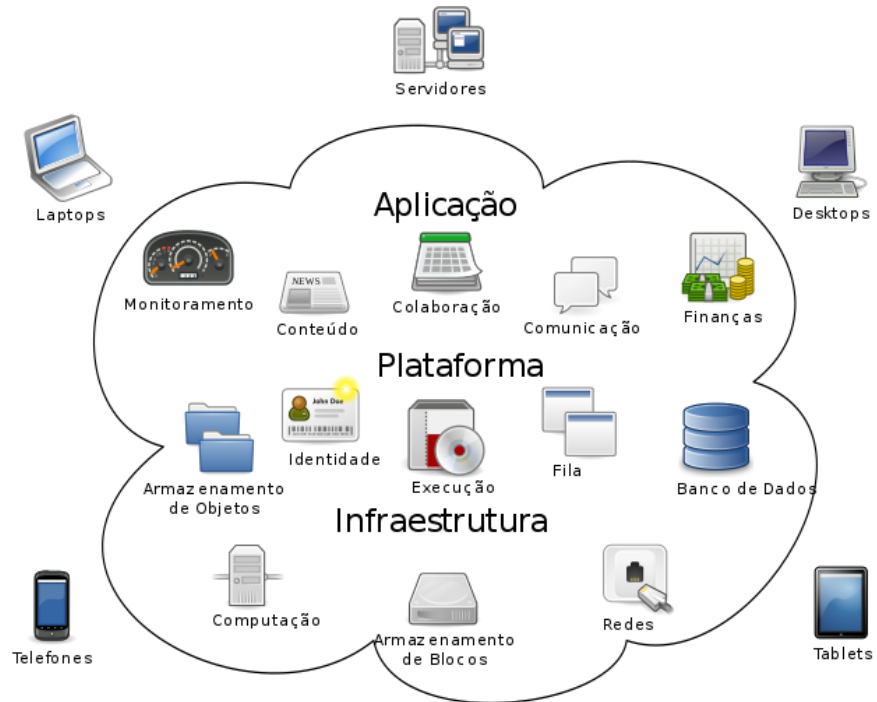 Servidores
Laptops
Desktops
Aplicação
Monitoramento
NEWS
Conteúdo
Colaboração
Comunicação
Finanças
Plataforma
John Doe
Armazenamento
de Objetos
Identidade
Execução
Fila
Banco de Dados
Infraestrutura
Computação
Armazenamento
de Blocos
Redes
Telefones
Tablets